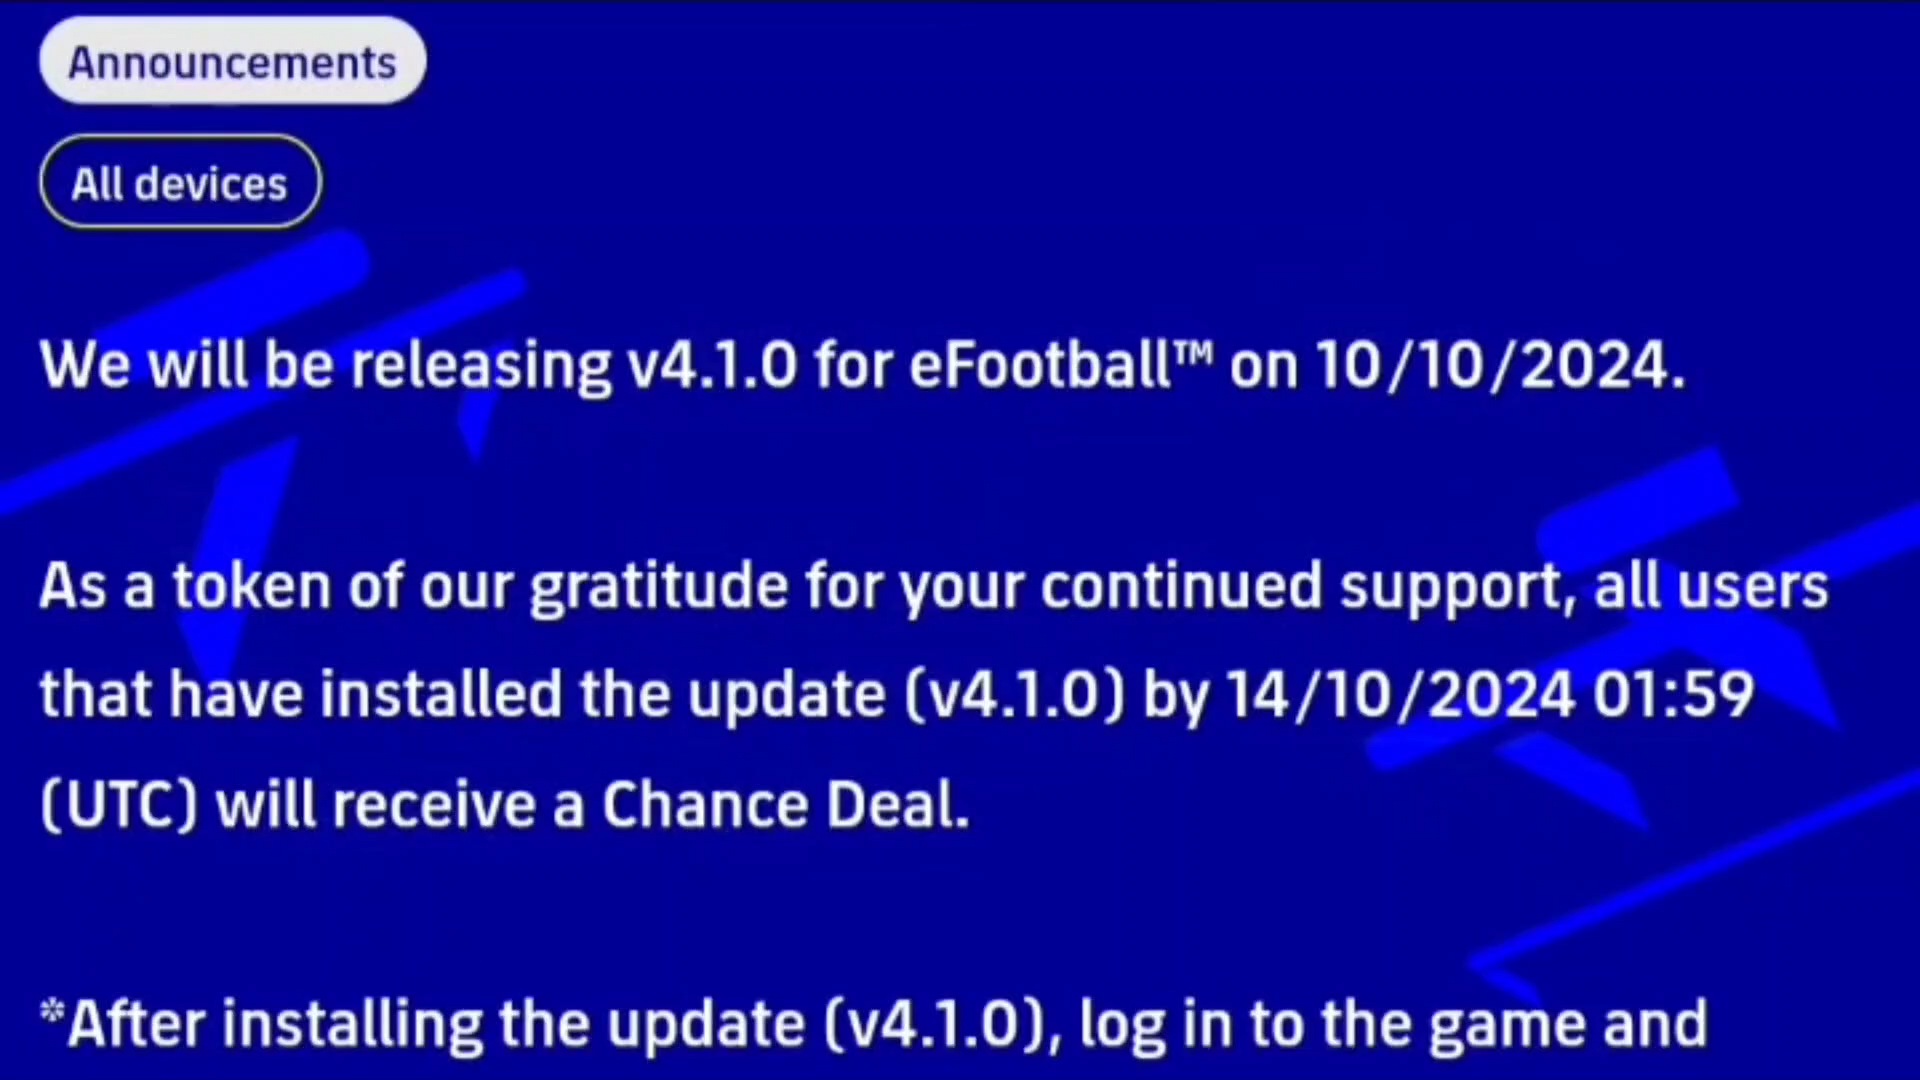 Announcements
All devices
We will be releasing v4.1.0 for eFootball™ on 10/10/2024.
As a token of our gratitude for your continued support, all users
that have installed the update (v4.1.0) by 14/10/2024 01:59
(UTC) will receive a Chance Deal.
*After installing the update (v4.1.0), log in to the game and